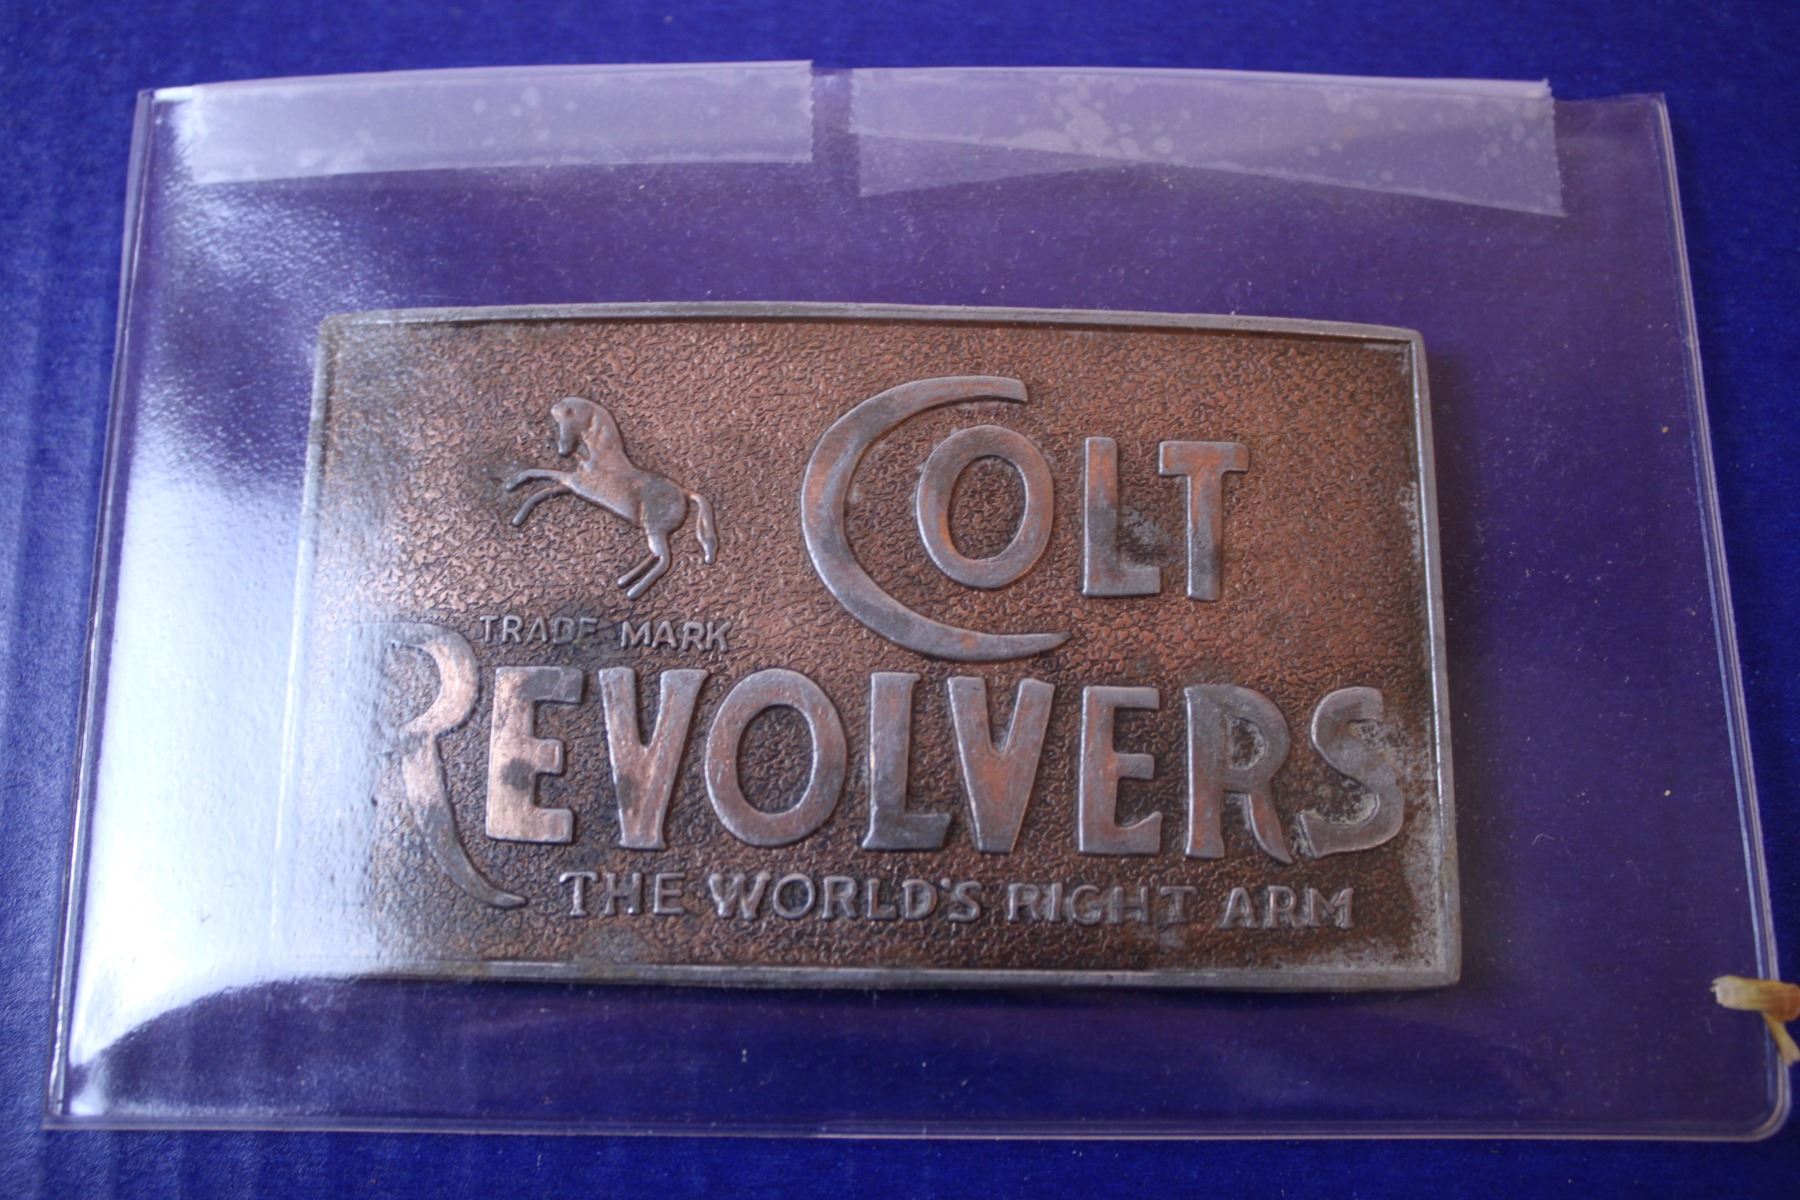 COLT
TRADE MARK
REVOLVERS
THE WORLD'S RIGHT ARM